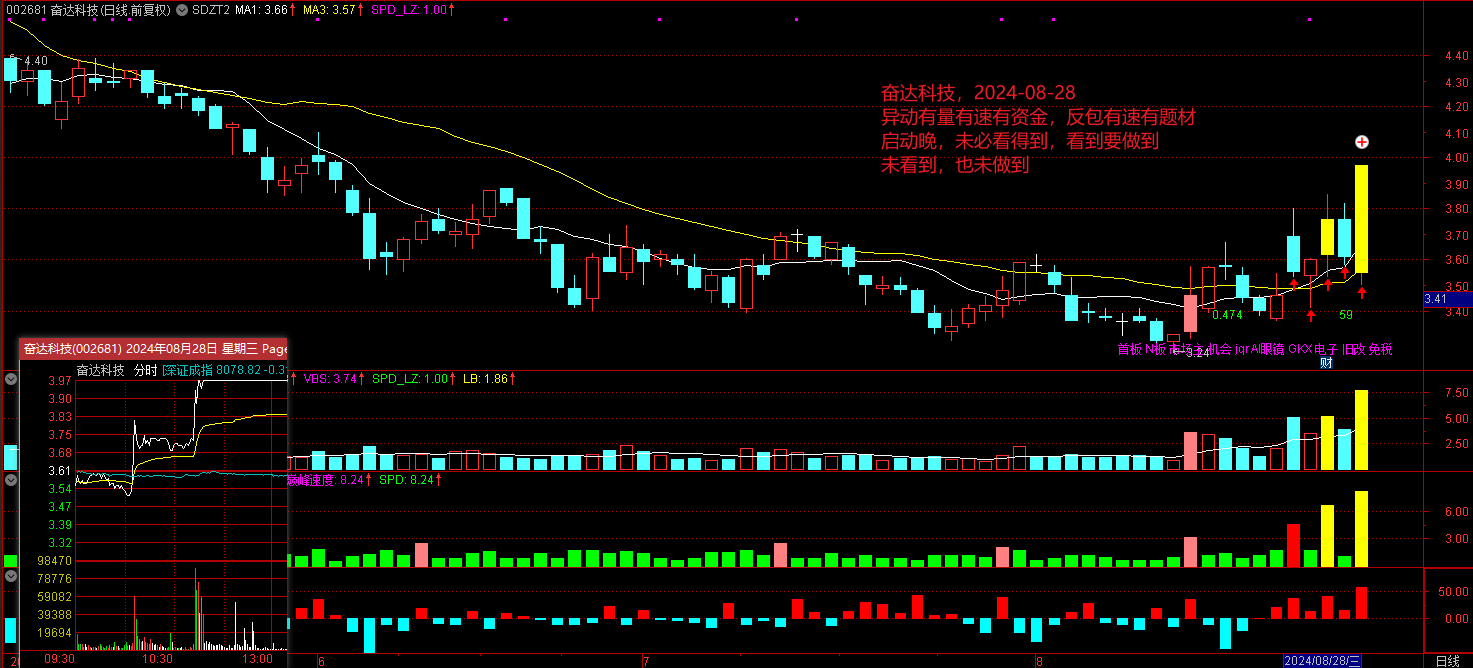 002681 奋达科技(日线.前复权) SDZT2 MA1: 3.66↑ MA3: 3.57↑ SPD_LZ: 1.00↑
4.40
奋达科技，2024-08-28
异动有量有速有资金，反包有速有题材
启动晚，未必看得到，看到要做到
未看到，也未做到
4.40
4.30
4.20
4.10
4.00
3.90
3.80
3.70
3.60
3.50
3.41
3.40
0.474
59
3.24
首板 N板 市场 机会 jqrAI眼镜 GKX电子 旧改 免税
财
奋达科技(002681) 2024年08月28日 星期三 Page
奋达科技 分时 深证成指 8078.82 -0.3
3.97
3.90
3.83
3.75
3.68
3.61
3.54
3.47
3.39
3.32
98470
78776
59082
39388
19694
09:30 10:30 13:00
VBS: 3.74↑ SPD_LZ: 1.00↑ LB: 1.86↑
7.50
5.00
2.50
巅峰速度: 8.24↑ SPD: 8.24↑
6.00
3.00
50.00
0.00
6 7 8 2024/08/28/三 日线